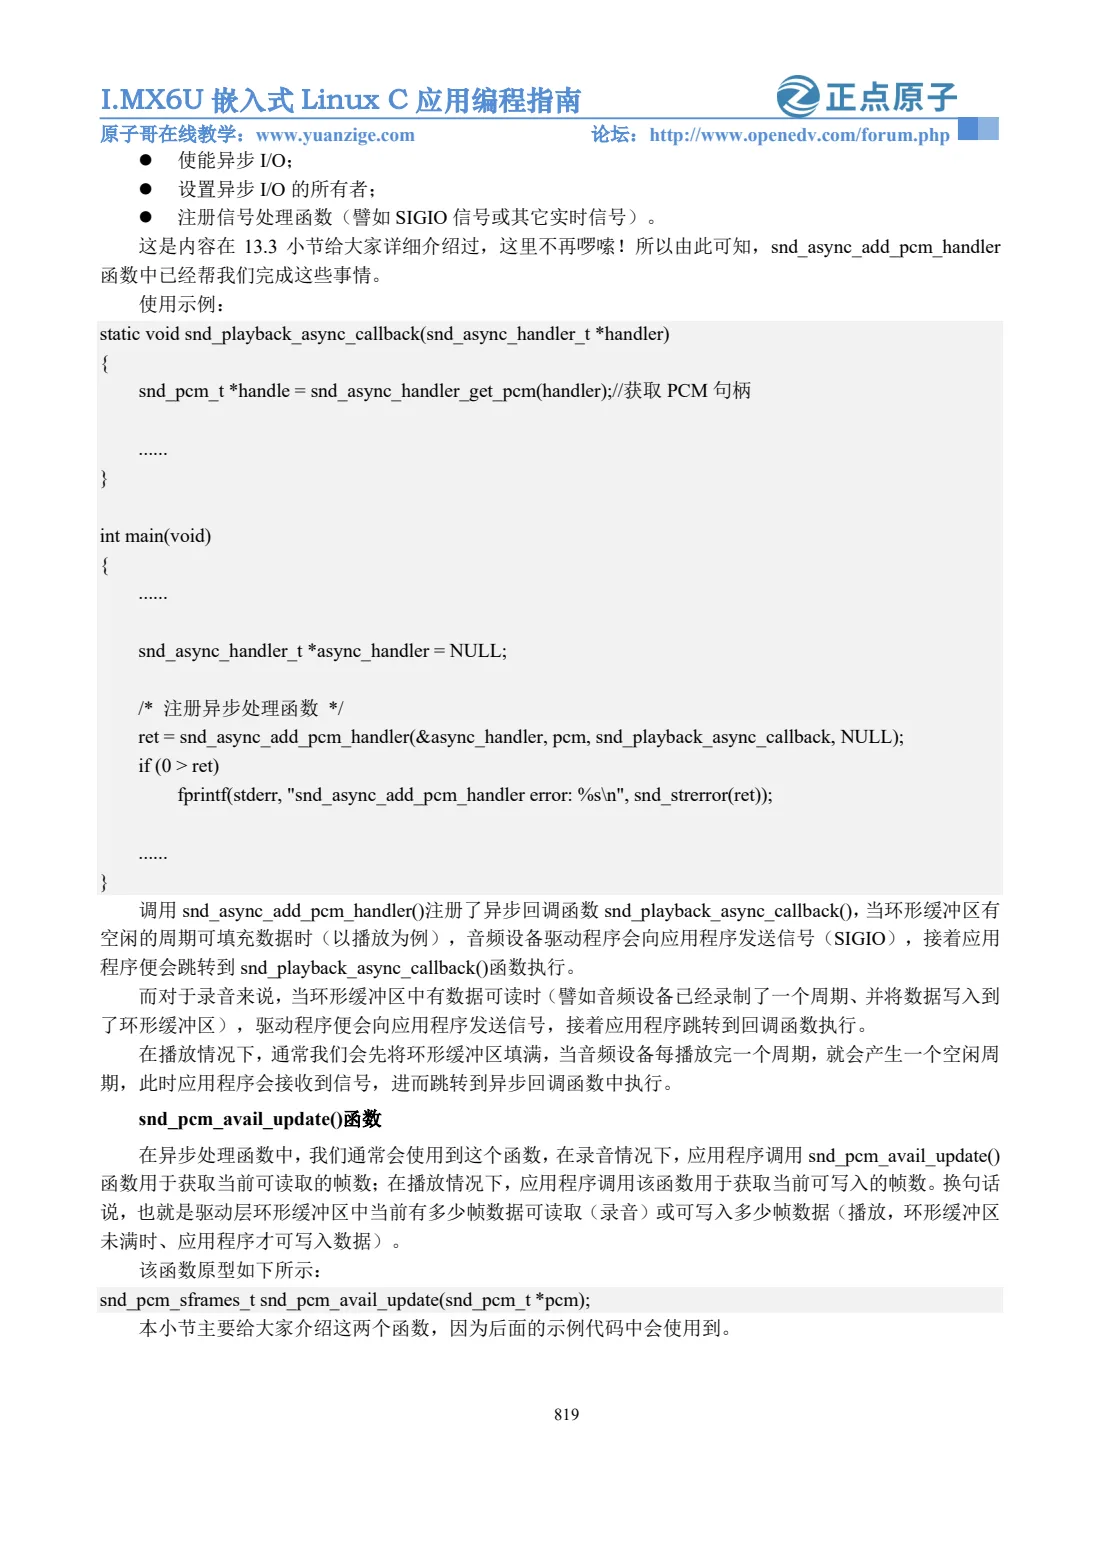 I.MX6U 嵌入式 Linux C 应用编程指南
正点原子
原子哥在线教学：www.yuanzige.com 论坛：http://www.openedv.com/forum.php
● 使能异步 I/O；
● 设置异步 I/O 的所有者；
● 注册信号处理函数（譬如 SIGIO 信号或其它实时信号）。
这是内容在 13.3 小节给大家详细介绍过，这里不再啰嗦！所以由此可知，snd_async_add_pcm_handler
函数中已经帮我们完成这些事情。
使用示例：
static void snd_playback_async_callback(snd_async_handler_t *handler)
{
snd_pcm_t *handle = snd_async_handler_get_pcm(handler);//获取 PCM 句柄
......
}
int main(void)
{
......
snd_async_handler_t *async_handler = NULL;
/* 注册异步处理函数 */
ret = snd_async_add_pcm_handler(&async_handler, pcm, snd_playback_async_callback, NULL);
if (0 > ret)
fprintf(stderr, "snd_async_add_pcm_handler error: %s\n", snd_strerror(ret));
......
}
调用 snd_async_add_pcm_handler()注册了异步回调函数 snd_playback_async_callback()，当环形缓冲区有
空闲的周期可填充数据时（以播放为例），音频设备驱动程序会向应用程序发送信号（SIGIO），接着应用
程序便会跳转到 snd_playback_async_callback()函数执行。
而对于录音来说，当环形缓冲区中有数据可读时（譬如音频设备已经录制了一个周期、并将数据写入到
了环形缓冲区），驱动程序便会向应用程序发送信号，接着应用程序跳转到回调函数执行。
在播放情况下，通常我们会先将环形缓冲区填满，当音频设备每播放完一个周期，就会产生一个空闲周
期，此时应用程序会接收到信号，进而跳转到异步回调函数中执行。
snd_pcm_avail_update()函数
在异步处理函数中，我们通常会使用到这个函数，在录音情况下，应用程序调用 snd_pcm_avail_update()
函数用于获取当前可读取的帧数；在播放情况下，应用程序调用该函数用于获取当前可写入的帧数。换句话
说，也就是驱动层环形缓冲区中当前有多少帧数据可读取（录音）或可写入多少帧数据（播放，环形缓冲区
未满时、应用程序才可写入数据）。
该函数原型如下所示：
snd_pcm_sframes_t snd_pcm_avail_update(snd_pcm_t *pcm);
本小节主要给大家介绍这两个函数，因为后面的示例代码中会使用到。
819